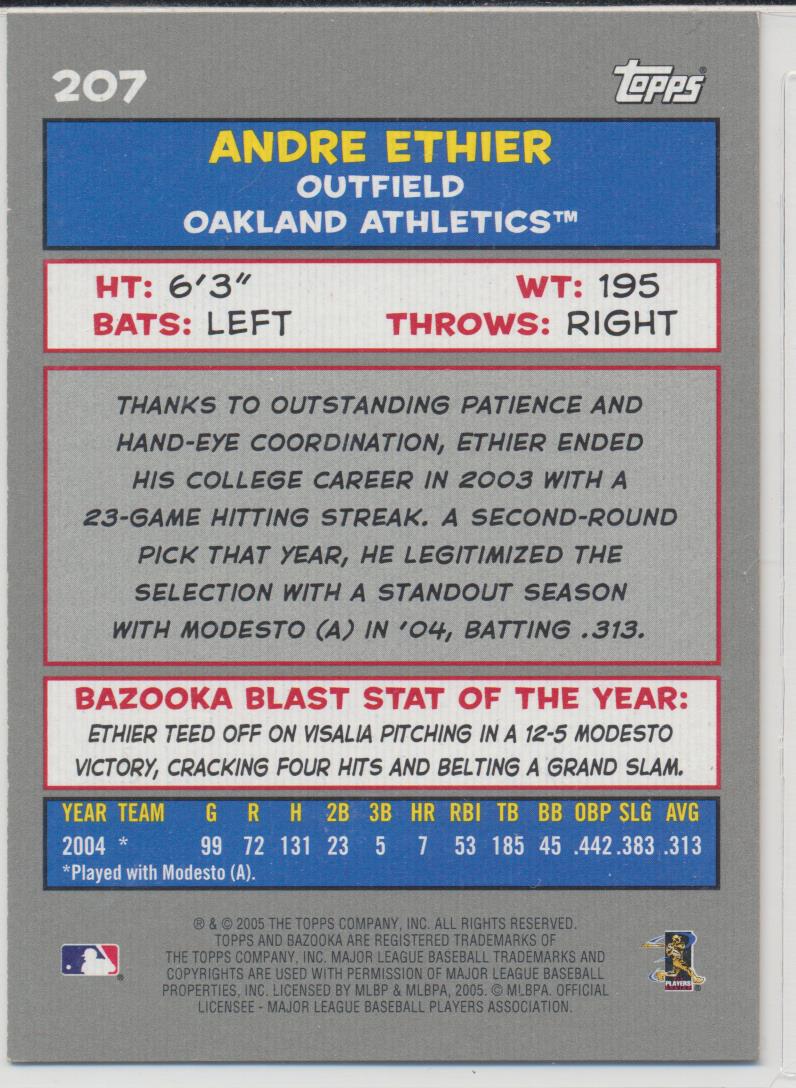 207
Topps®
ANDRE ETHIER
OUTFIELD
OAKLAND ATHLETICS™
HT: 6'3" WT: 195
BATS: LEFT THROWS: RIGHT
THANKS TO OUTSTANDING PATIENCE AND
HAND-EYE COORDINATION, ETHIER ENDED
HIS COLLEGE CAREER IN 2003 WITH A
23-GAME HITTING STREAK. A SECOND-ROUND
PICK THAT YEAR, HE LEGITIMIZED THE
SELECTION WITH A STANDOUT SEASON
WITH MODESTO (A) IN '04, BATTING .313.
BAZOOKA BLAST STAT OF THE YEAR:
ETHIER TEED OFF ON VISALIA PITCHING IN A 12-5 MODESTO
VICTORY, CRACKING FOUR HITS AND BELTING A GRAND SLAM.
YEAR TEAM G R H 2B 3B HR RBI TB BB OBP SLG AVG
2004 * 99 72 131 23 5 7 53 185 45 .442 .383 .313
*Played with Modesto (A).
® & © 2005 THE TOPPS COMPANY, INC. ALL RIGHTS RESERVED.
TOPPS AND BAZOOKA ARE REGISTERED TRADEMARKS OF
THE TOPPS COMPANY, INC. MAJOR LEAGUE BASEBALL TRADEMARKS AND
COPYRIGHTS ARE USED WITH PERMISSION OF MAJOR LEAGUE BASEBALL
PROPERTIES, INC. LICENSED BY MLBP & MLBPA, 2005. © MLBPA. OFFICIAL
LICENSEE - MAJOR LEAGUE BASEBALL PLAYERS ASSOCIATION.
PLAYERS